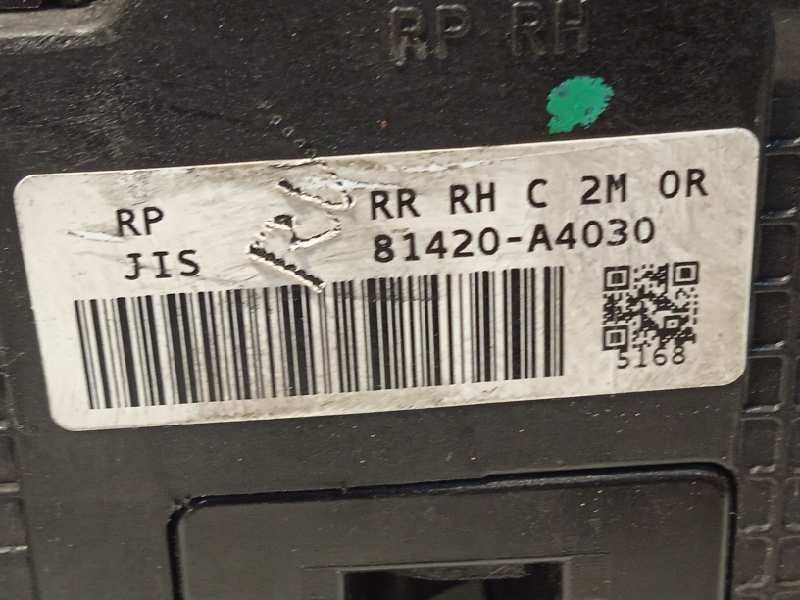 RP RH
RP RR RH C 2M OR
JIS 81420-A4030
5168